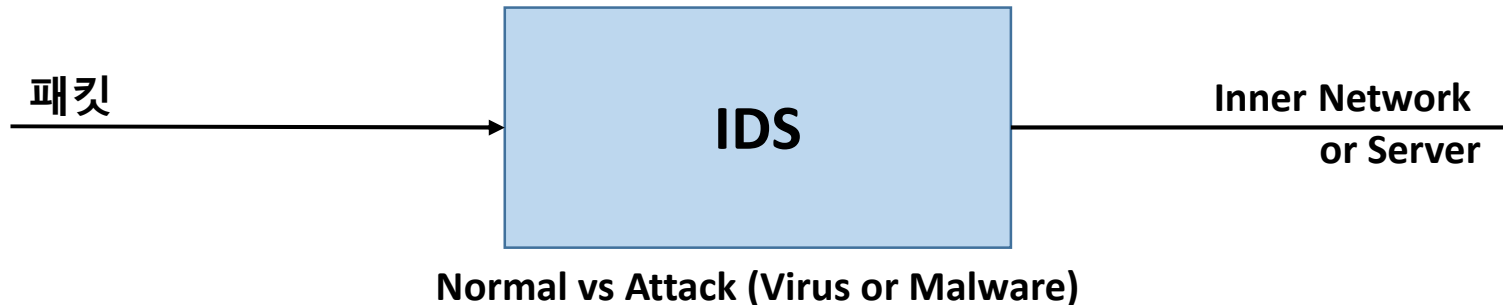 패킷
IDS
Inner Network
or Server
Normal vs Attack (Virus or Malware)